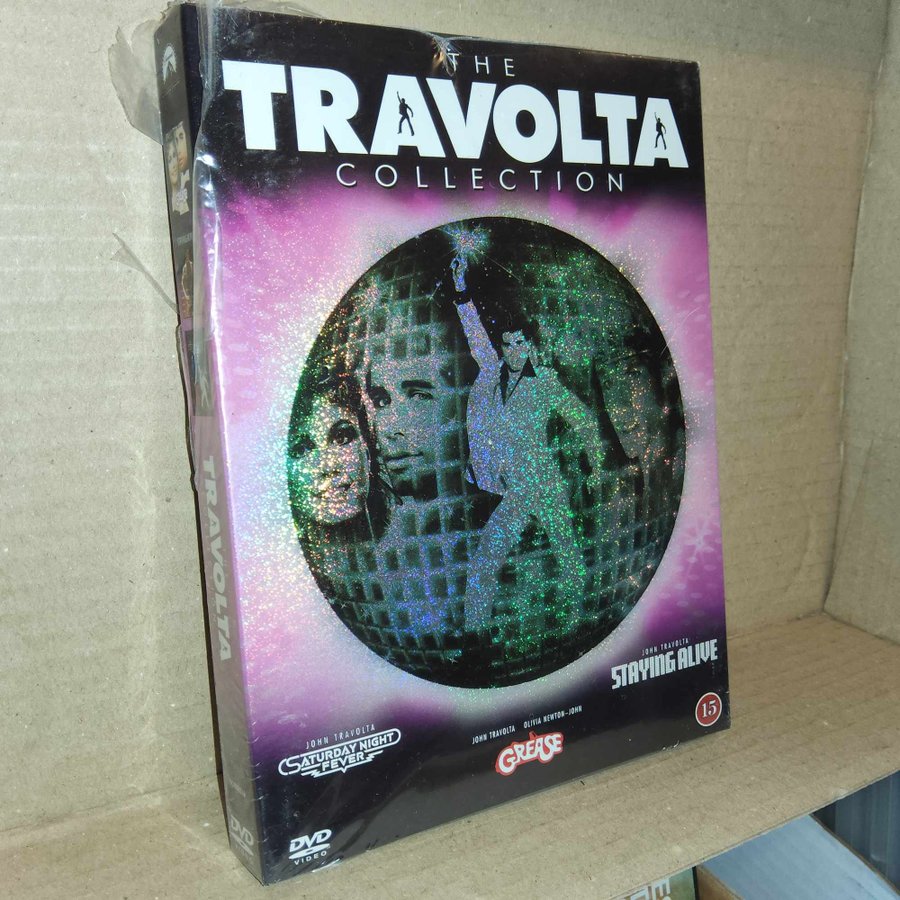 THE
TRAVOLTA
COLLECTION
JOHN TRAVOLTA
STAYING ALIVE
15
JOHN TRAVOLTA
SATURDAY NIGHT
FEVER
JOHN TRAVOLTA OLIVIA NEWTON-JOHN
GREASE
DVD
VIDEO
TRAVOLTA
DVD